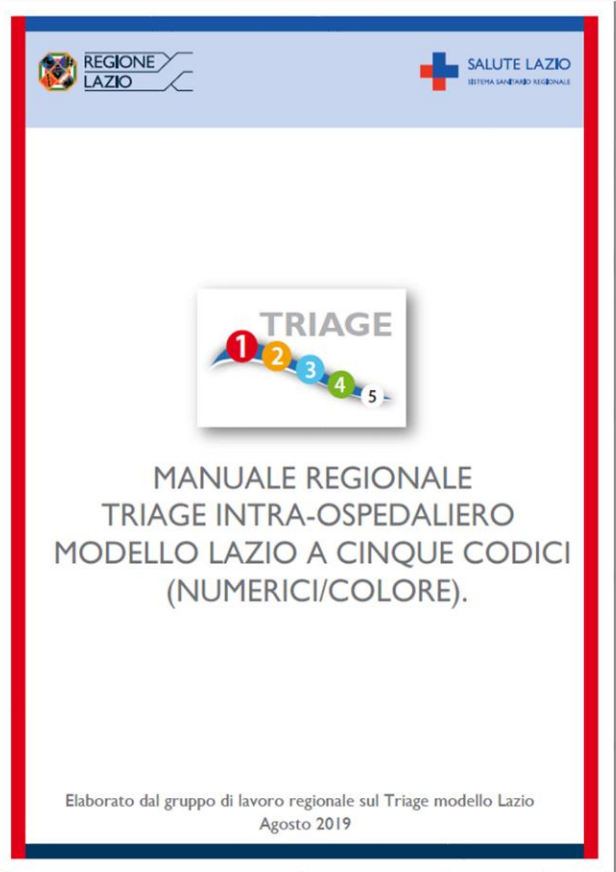 REGIONE
LAZIO
SALUTE LAZIO
SISTEMA SANITARIO REGIONALE
TRIAGE
1
2
3
4
5
MANUALE REGIONALE
TRIAGE INTRA-OSPEDALIERO
MODELLO LAZIO A CINQUE CODICI
(NUMERICI/COLORE).
Elaborato dal gruppo di lavoro regionale sul Triage modello Lazio
Agosto 2019